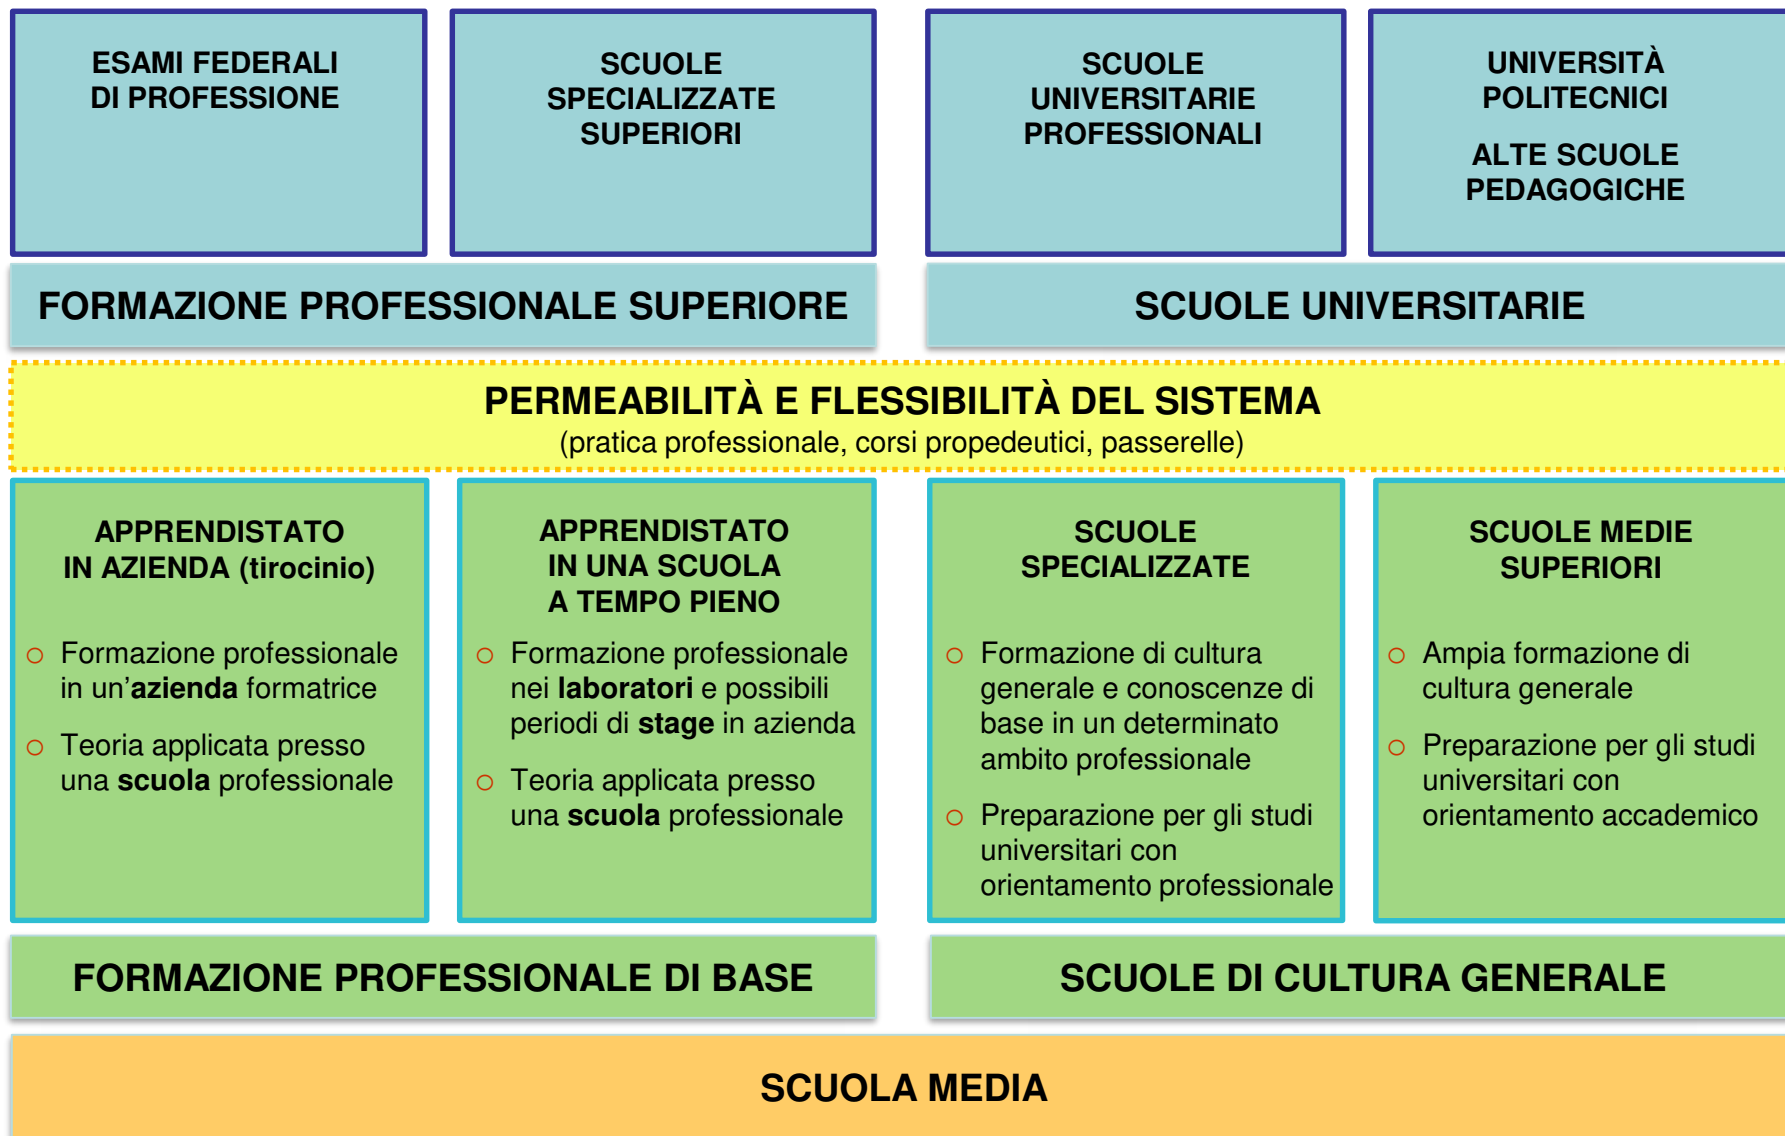 ESAMI FEDERALI
DI PROFESSIONE
SCUOLE
SPECIALIZZATE
SUPERIORI
SCUOLE
UNIVERSITARIE
PROFESSIONALI
UNIVERSITÀ
POLITECNICI
ALTE SCUOLE
PEDAGOGICHE
FORMAZIONE PROFESSIONALE SUPERIORE
SCUOLE UNIVERSITARIE
PERMEABILITÀ E FLESSIBILITÀ DEL SISTEMA
(pratica professionale, corsi propedeutici, passerelle)
APPRENDISTATO
IN AZIENDA (tirocinio)
○ Formazione professionale
in un'azienda formatrice
○ Teoria applicata presso
una scuola professionale
APPRENDISTATO
IN UNA SCUOLA
A TEMPO PIENO
○ Formazione professionale
nei laboratori e possibili
periodi di stage in azienda
○ Teoria applicata presso
una scuola professionale
SCUOLE
SPECIALIZZATE
○ Formazione di cultura
generale e conoscenze di
base in un determinato
ambito professionale
○ Preparazione per gli studi
universitari con
orientamento professionale
SCUOLE MEDIE
SUPERIORI
○ Ampia formazione di
cultura generale
○ Preparazione per gli studi
universitari con
orientamento accademico
FORMAZIONE PROFESSIONALE DI BASE
SCUOLE DI CULTURA GENERALE
SCUOLA MEDIA